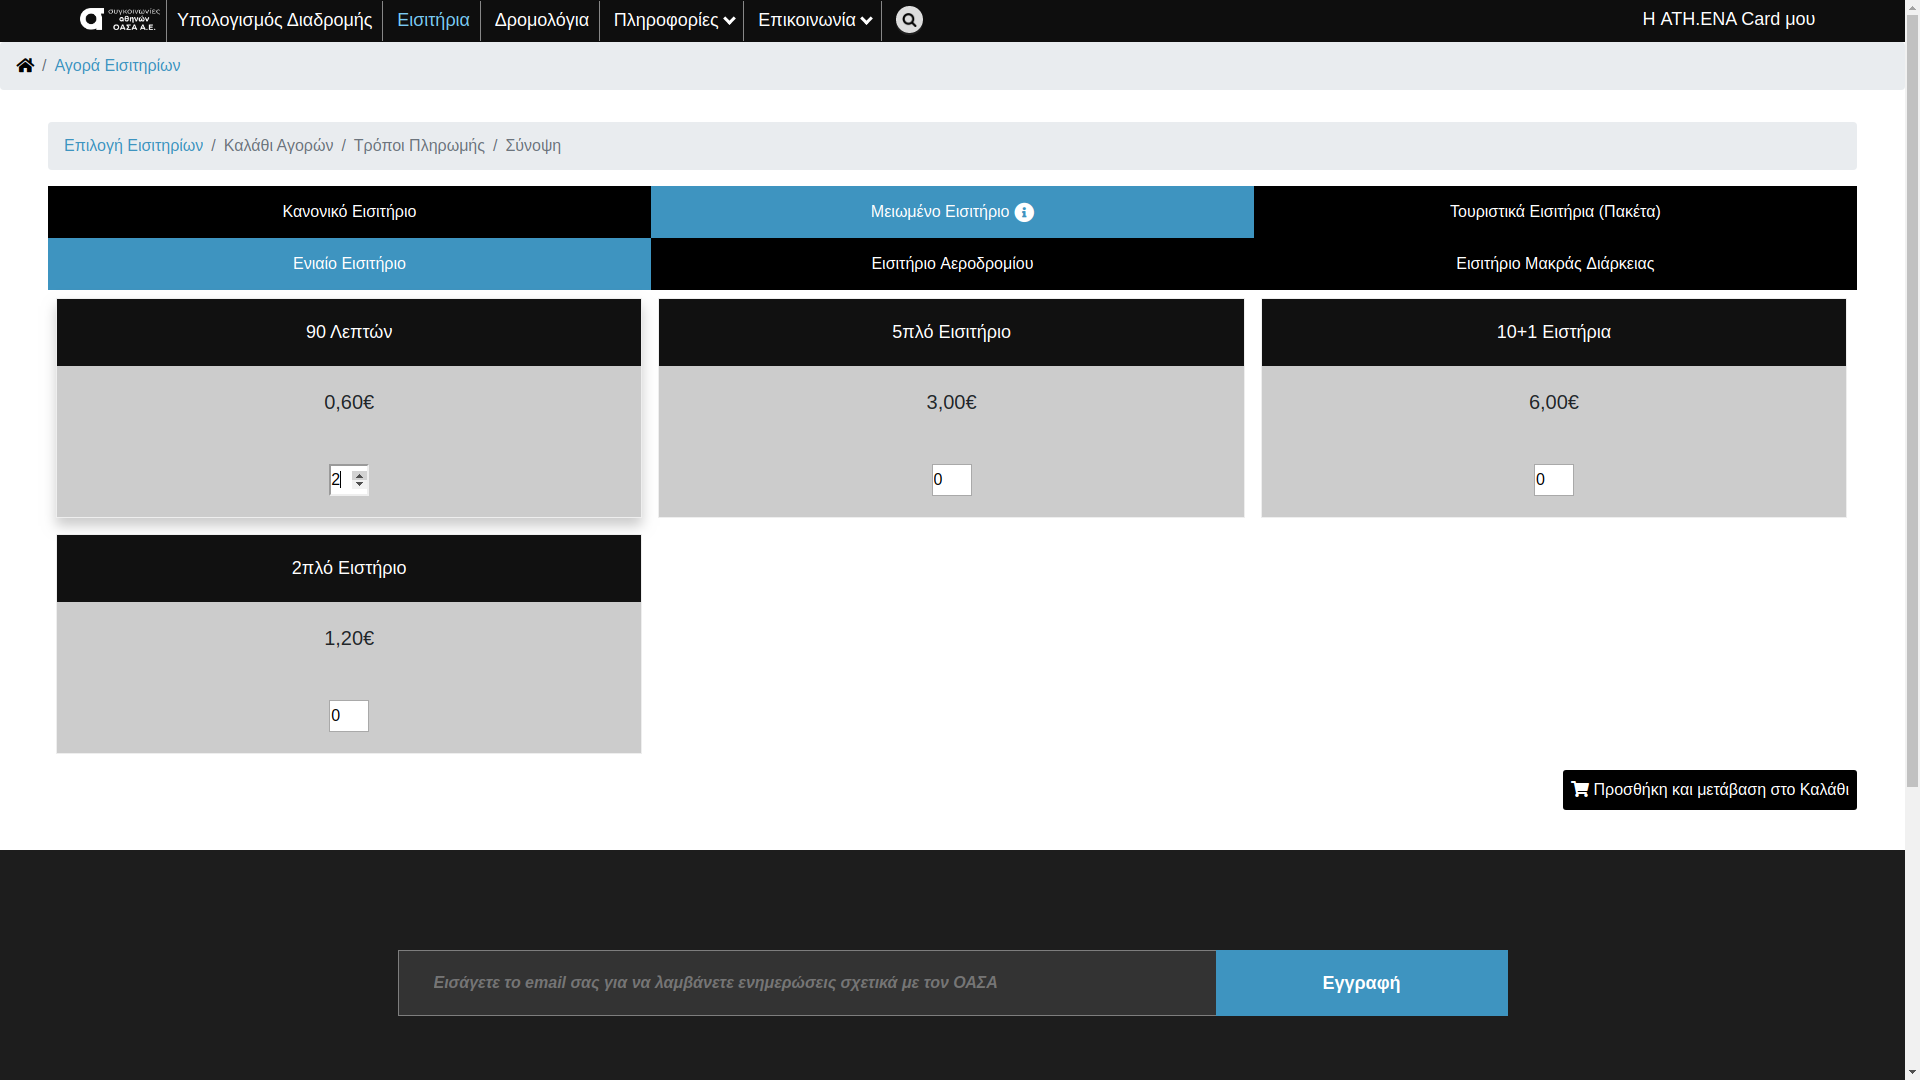 συγκοινωνίες
αθηνών
ΟΑΣΑ Α.Ε.
Υπολογισμός Διαδρομής
Εισιτήρια
Δρομολόγια
Πληροφορίες
Επικοινωνία
Η ATH.ENA Card μου
/ Αγορά Εισιτηρίων
Επιλογή Εισιτηρίων / Καλάθι Αγορών / Τρόποι Πληρωμής / Σύνοψη
Κανονικό Εισιτήριο
Μειωμένο Εισιτήριο
Τουριστικά Εισιτήρια (Πακέτα)
Ενιαίο Εισιτήριο
Εισιτήριο Αεροδρομίου
Εισιτήριο Μακράς Διάρκειας
90 Λεπτών
5πλό Εισιτήριο
10+1 Ειστήρια
0,60€
3,00€
6,00€
2
0
0
2πλό Ειστήριο
1,20€
0
Προσθήκη και μετάβαση στο Καλάθι
Εισάγετε το email σας για να λαμβάνετε ενημερώσεις σχετικά με τον ΟΑΣΑ
Εγγραφή